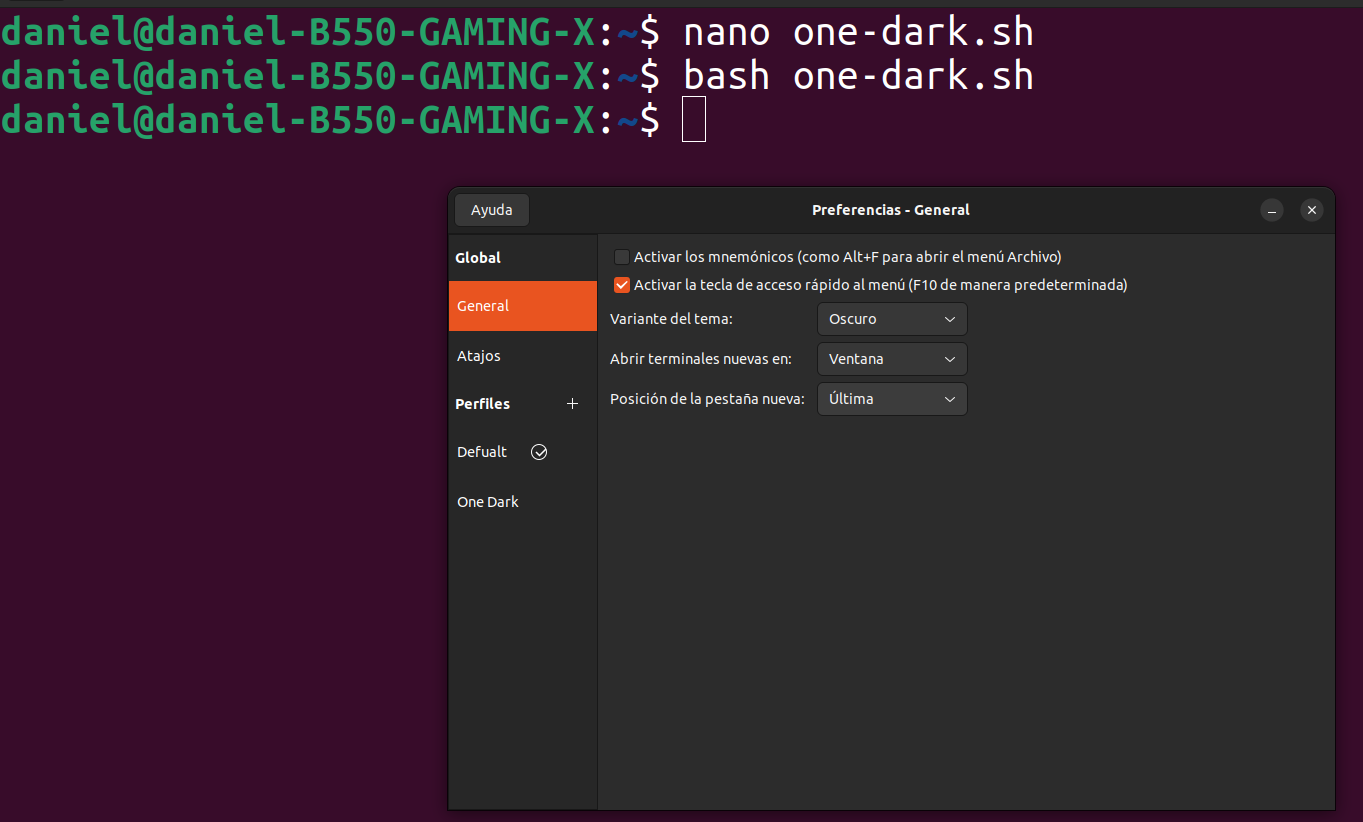 daniel@daniel-B550-GAMING-X:~$ nano one-dark.sh
daniel@daniel-B550-GAMING-X:~$ bash one-dark.sh
daniel@daniel-B550-GAMING-X:~$
Ayuda
Preferencias - General
Global
General
Atajos
Perfiles
Defualt
One Dark
Activar los mnemónicos (como Alt+F para abrir el menú Archivo)
Activar la tecla de acceso rápido al menú (F10 de manera predeterminada)
Variante del tema: Oscuro
Abrir terminales nuevas en: Ventana
Posición de la pestaña nueva: Última